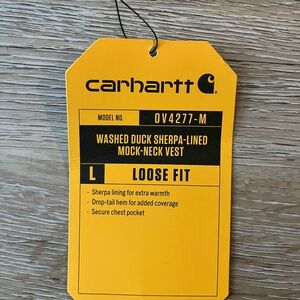 carhartt
MODEL NO. OV4277-M
WASHED DUCK SHERPA-LINED
MOCK-NECK VEST
L LOOSE FIT
- Sherpa lining for extra warmth
- Drop-tail hem for added coverage
- Secure chest pocket